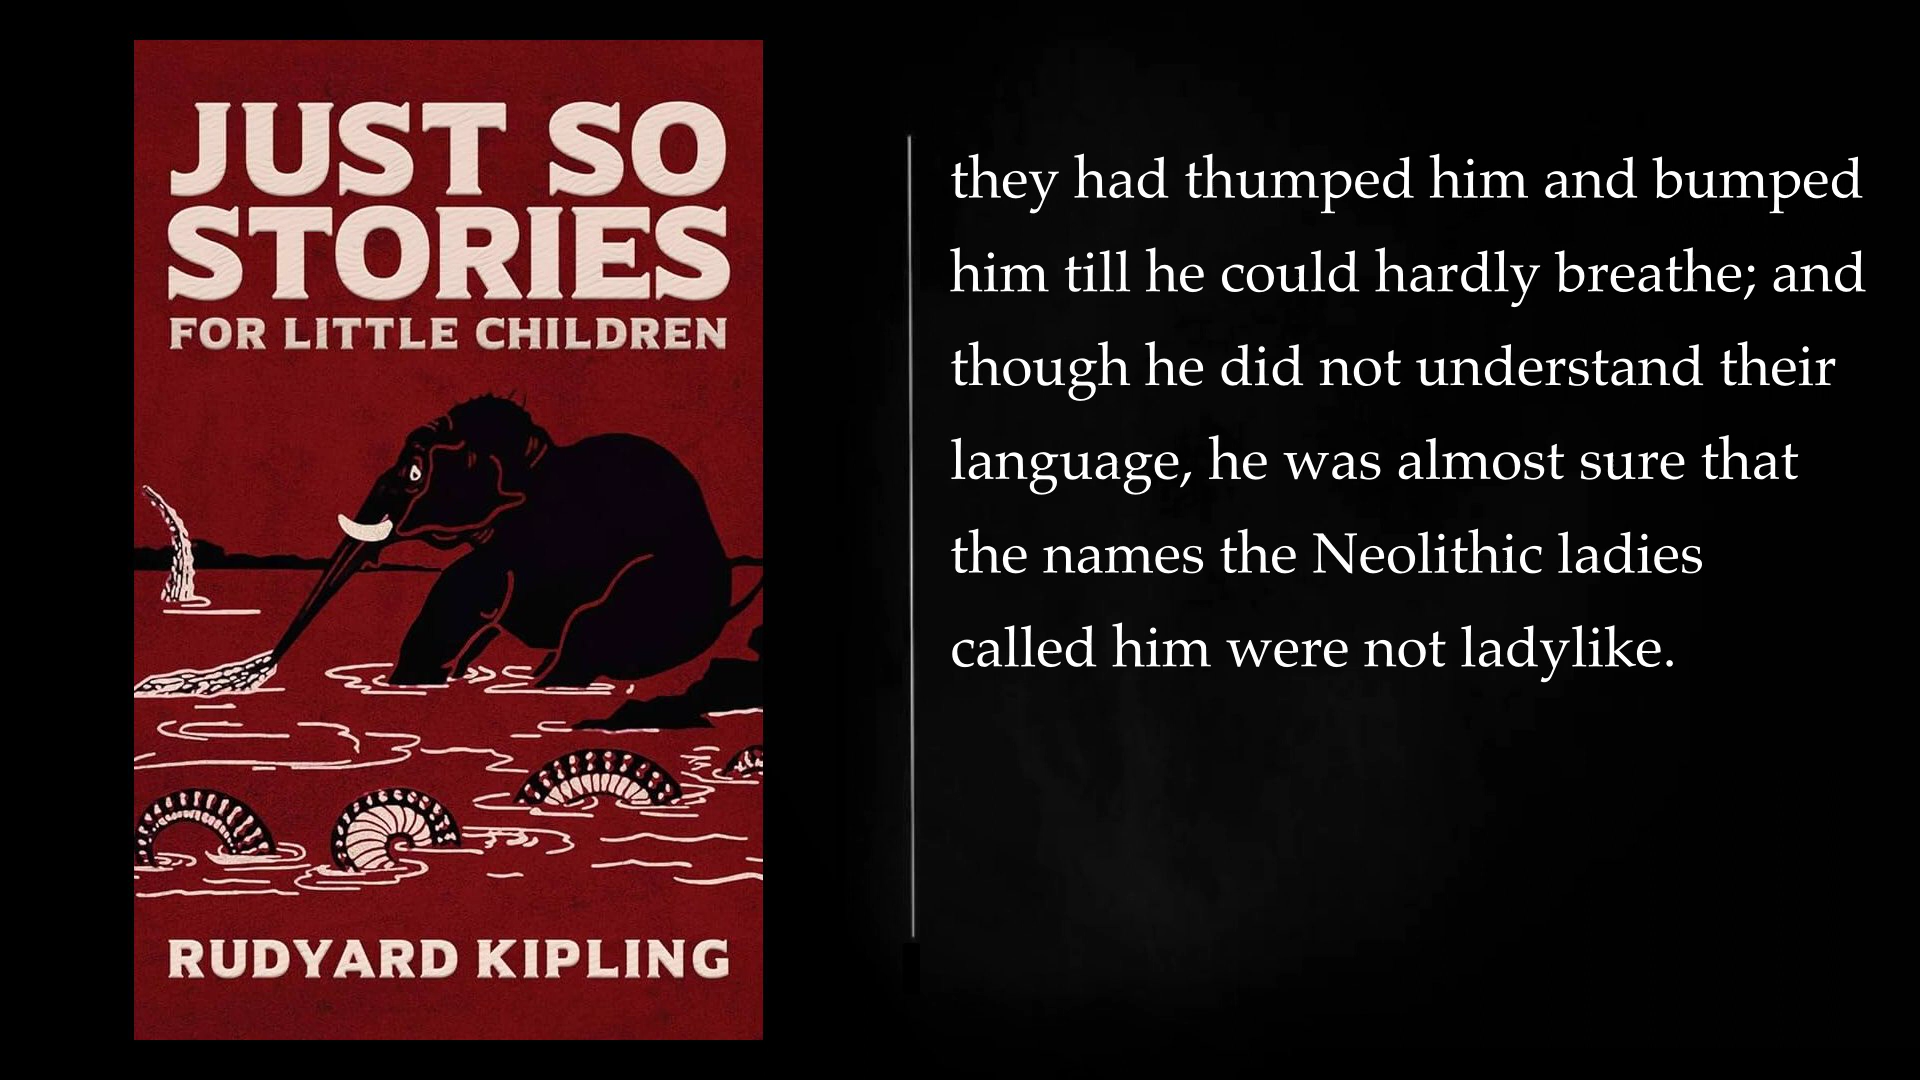 JUST SO
STORIES
FOR LITTLE CHILDREN
RUDYARD KIPLING
they had thumped him and bumped
him till he could hardly breathe; and
though he did not understand their
language, he was almost sure that
the names the Neolithic ladies
called him were not ladylike.